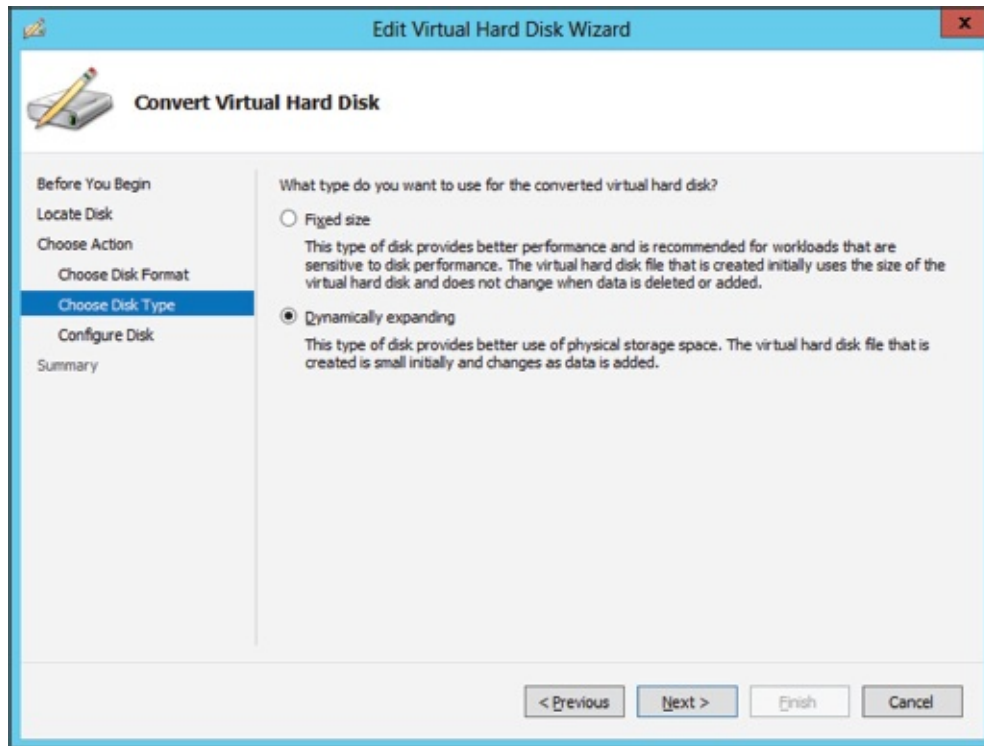 Edit Virtual Hard Disk Wizard
x
Convert Virtual Hard Disk
Before You Begin
Locate Disk
Choose Action
Choose Disk Format
Choose Disk Type
Configure Disk
Summary
What type do you want to use for the converted virtual hard disk?
Fixed size
This type of disk provides better performance and is recommended for workloads that are
sensitive to disk performance. The virtual hard disk file that is created initially uses the size of the
virtual hard disk and does not change when data is deleted or added.
Dynamically expanding
This type of disk provides better use of physical storage space. The virtual hard disk file that is
created is small initially and changes as data is added.
< Previous
Next >
Finish
Cancel